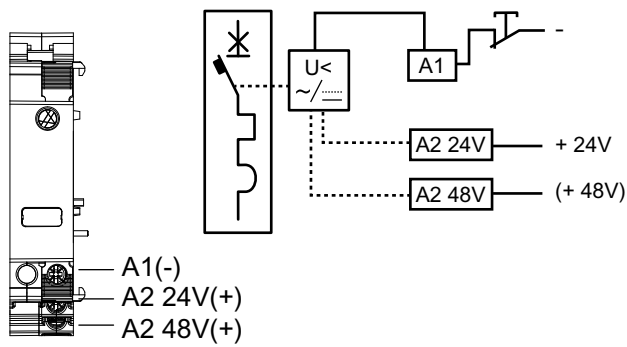 U<
~/⎓
A1
-
A2 24V
+ 24V
A2 48V
(+ 48V)
A1(-)
A2 24V(+)
A2 48V(+)